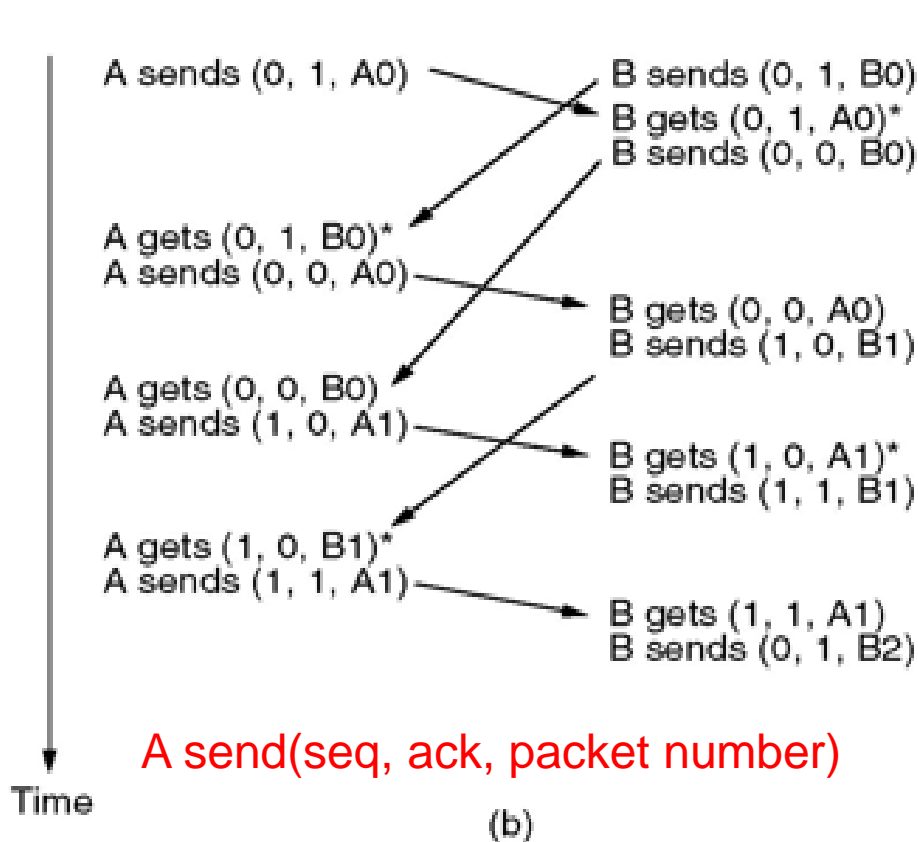 A sends (0, 1, A0)
B sends (0, 1, B0)
B gets (0, 1, A0)*
B sends (0, 0, B0)
A gets (0, 1, B0)*
A sends (0, 0, A0)
B gets (0, 0, A0)
B sends (1, 0, B1)
A gets (0, 0, B0)
A sends (1, 0, A1)
B gets (1, 0, A1)*
B sends (1, 1, B1)
A gets (1, 0, B1)*
A sends (1, 1, A1)
B gets (1, 1, A1)
B sends (0, 1, B2)
A send(seq, ack, packet number)
Time
(b)